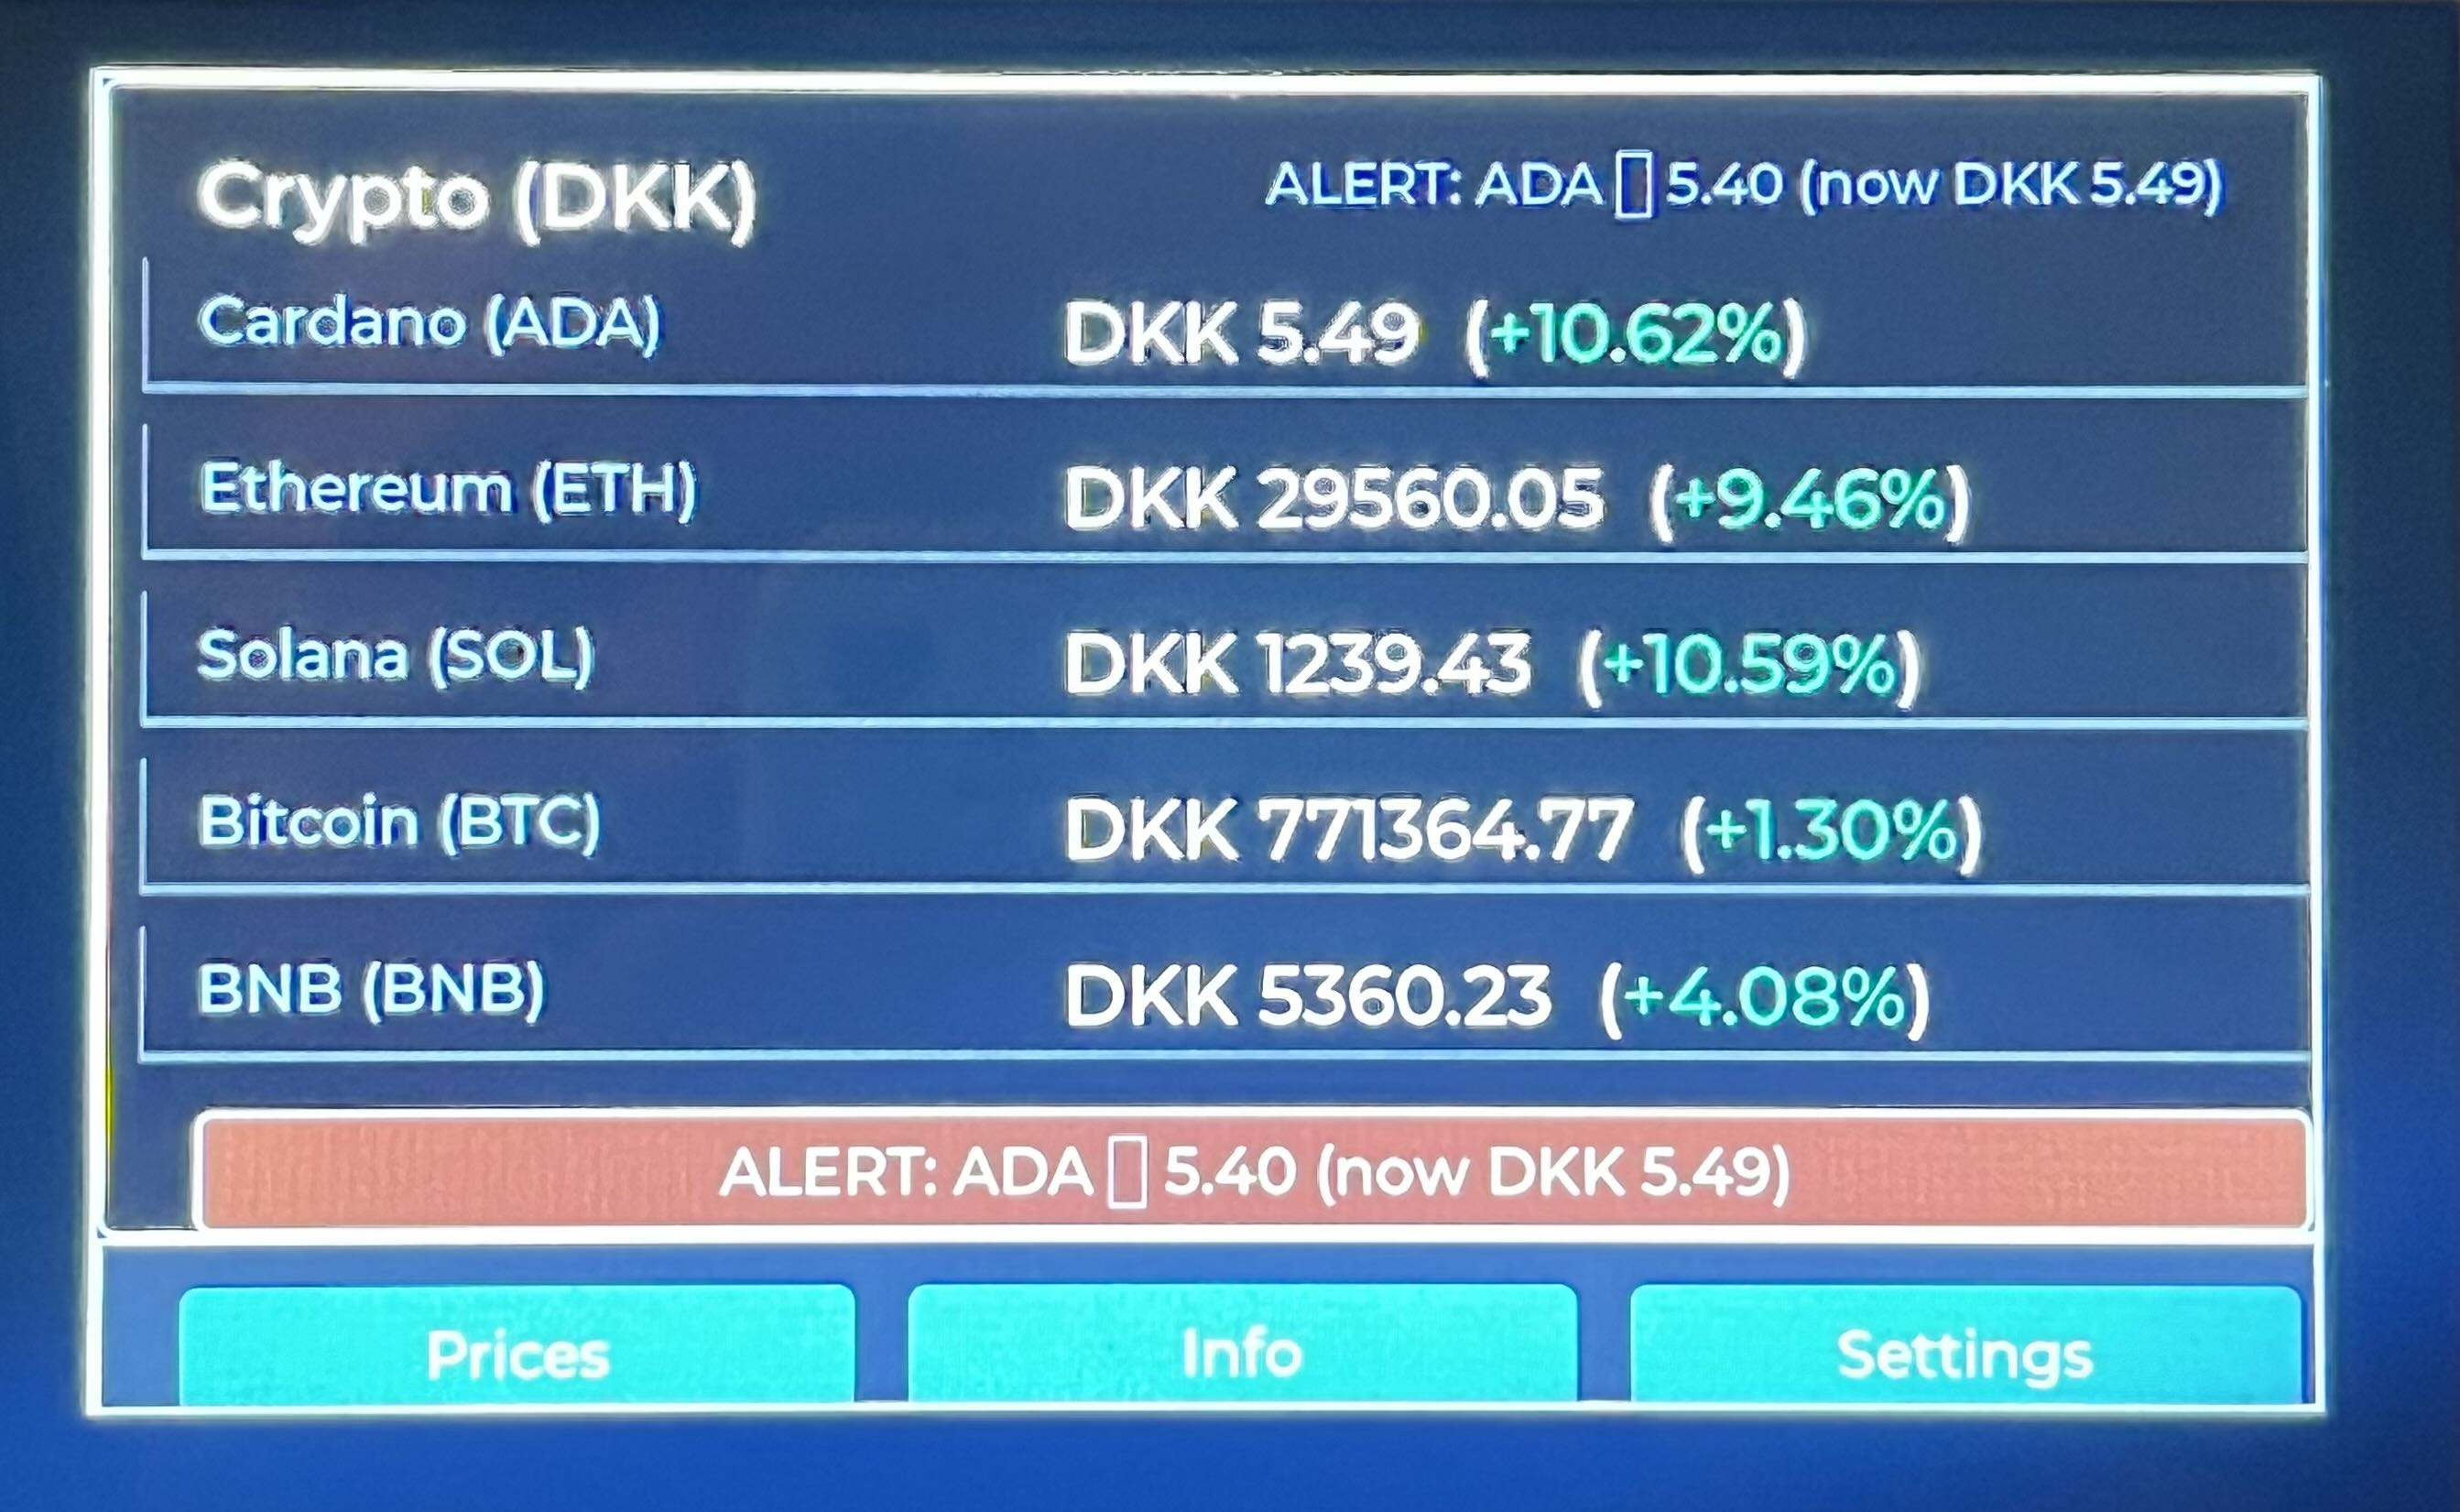 Crypto (DKK)
ALERT: ADA ▯ 5.40 (now DKK 5.49)
Cardano (ADA) DKK 5.49 (+10.62%)
Ethereum (ETH) DKK 29560.05 (+9.46%)
Solana (SOL) DKK 1239.43 (+10.59%)
Bitcoin (BTC) DKK 771364.77 (+1.30%)
BNB (BNB) DKK 5360.23 (+4.08%)
ALERT: ADA ▯ 5.40 (now DKK 5.49)
Prices Info Settings